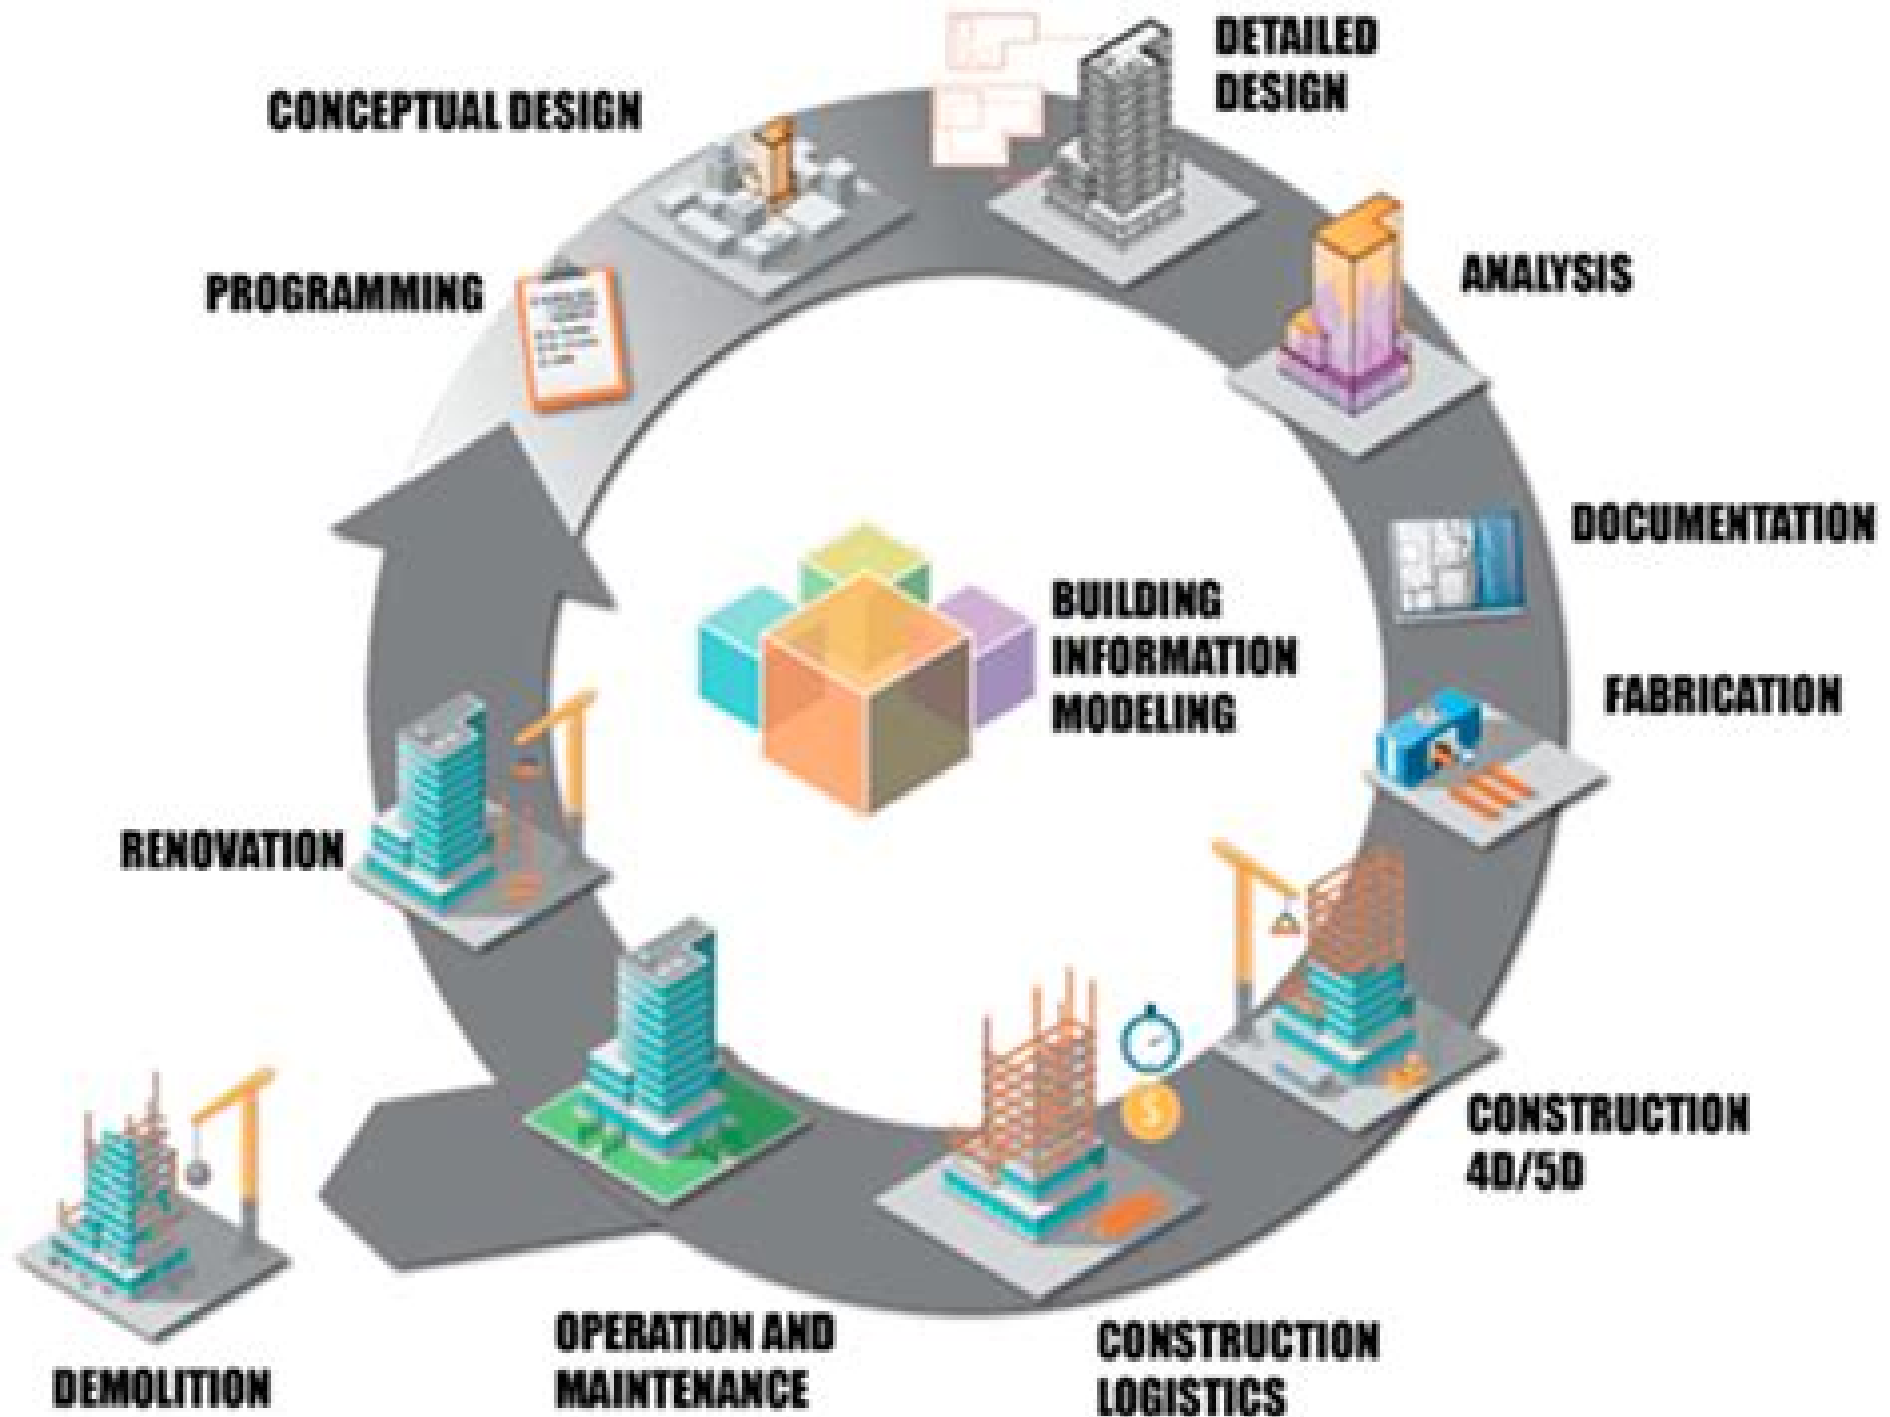 CONCEPTUAL DESIGN
DETAILED
DESIGN
PROGRAMMING
ANALYSIS
DOCUMENTATION
BUILDING
INFORMATION
MODELING
FABRICATION
RENOVATION
CONSTRUCTION
4D/5D
OPERATION AND
MAINTENANCE
CONSTRUCTION
LOGISTICS
DEMOLITION
$